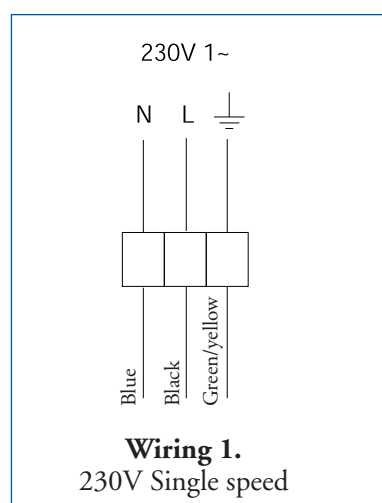 230V 1~
N L
Blue
Black
Green/yellow
Wiring 1.
230V Single speed